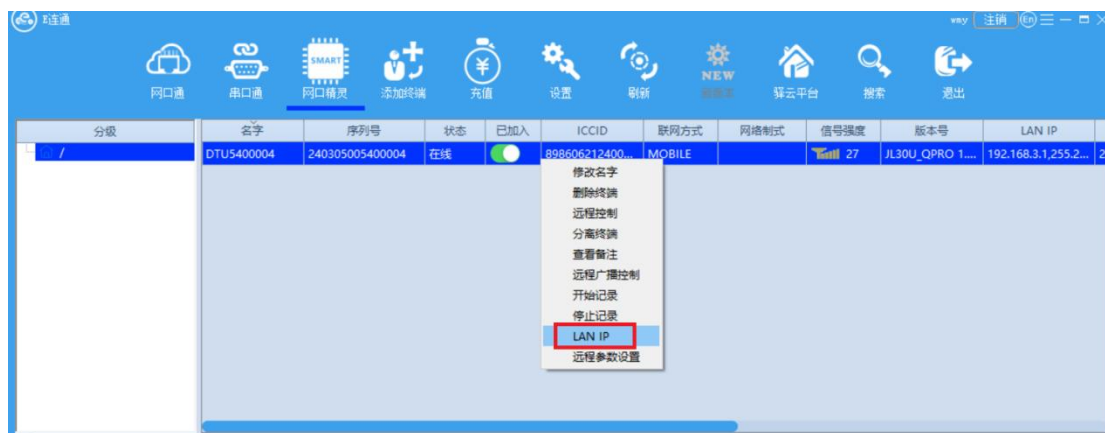 E连通
wmy 注销 En
SMART
NEW
网口通 串口通 网口精灵 添加终端 充值 设置 刷新 驿云平台 搜索 退出
分级 名字 序列号 状态 已加入 ICCID 联网方式 网络制式 信号强度 版本号 LAN IP
/ DTU5400004 240305005400004 在线 898606212400... MOBILE 27 JL30U_QPRO 1.... 192.168.3.1,255.2... 2
修改名字
删除终端
远程控制
分离终端
查看备注
远程广播控制
开始记录
停止记录
LAN IP
远程参数设置